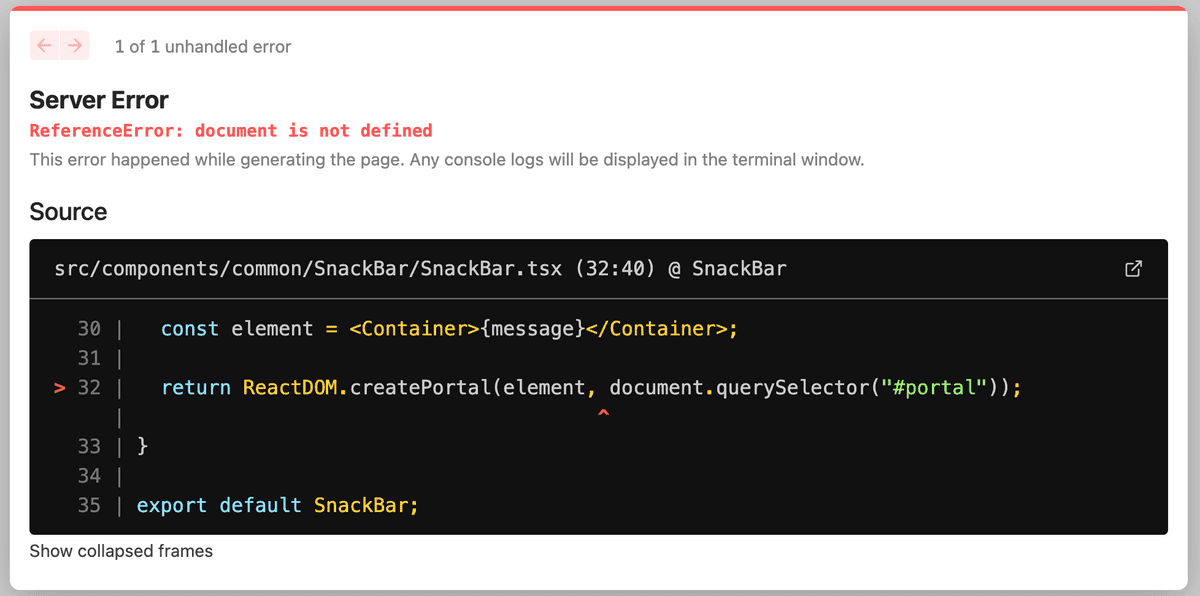 ← → 1 of 1 unhandled error
Server Error
ReferenceError: document is not defined
This error happened while generating the page. Any console logs will be displayed in the terminal window.
Source
src/components/common/SnackBar/SnackBar.tsx (32:40) @ SnackBar
30 |   const element = <Container>{message}</Container>;
31 |
> 32 |   return ReactDOM.createPortal(element, document.querySelector("#portal"));
| ^
33 | }
34 |
35 | export default SnackBar;
Show collapsed frames